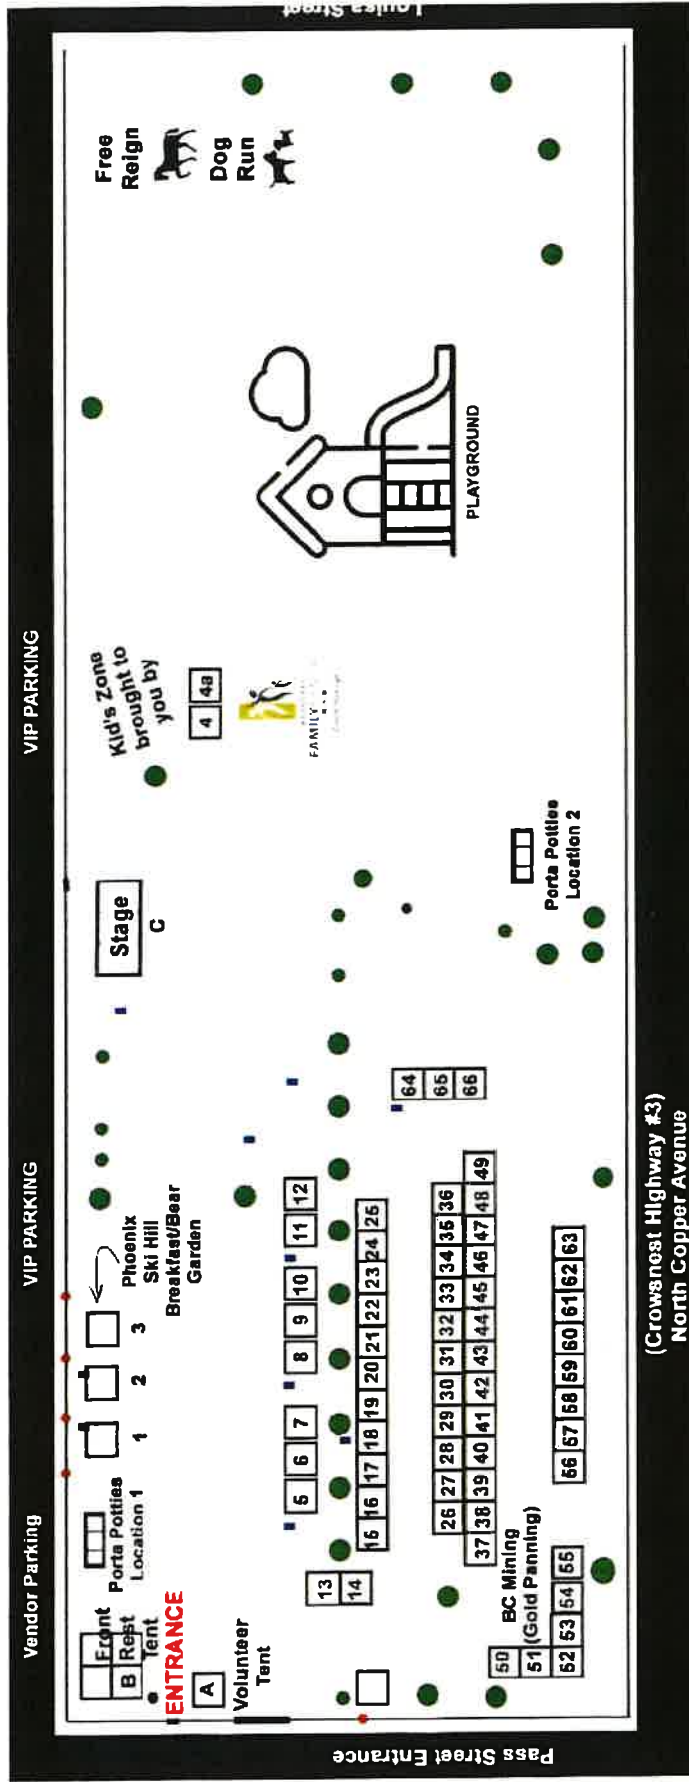 Louisa Street
Vendor Parking
VIP PARKING
VIP PARKING
Front
B Rest
Tent
Porta Potties
Location 1
1
2
3
Phoenix
Ski Hill
Breakfast/Bear
Garden
Stage
C
Kid's Zone
brought to
you by
4 4a
FAMILY
Free
Reign
Dog
Run
ENTRANCE
A
Volunteer
Tent
5 6 7 8 9 10 11 12
13
14
15 16 17 18 19 20 21 22 23 24 25
26 27 28 29 30 31 32 33 34 35 36
37 38 39 40 41 42 43 44 45 46 47 48 49
64
65
66
PLAYGROUND
Porta Potties
Location 2
BC Mining
(Gold Panning)
50
51
52 53 54 55
56 57 58 59 60 61 62 63
Pass Street Entrance
(Crowsnest Highway #3)
North Copper Avenue